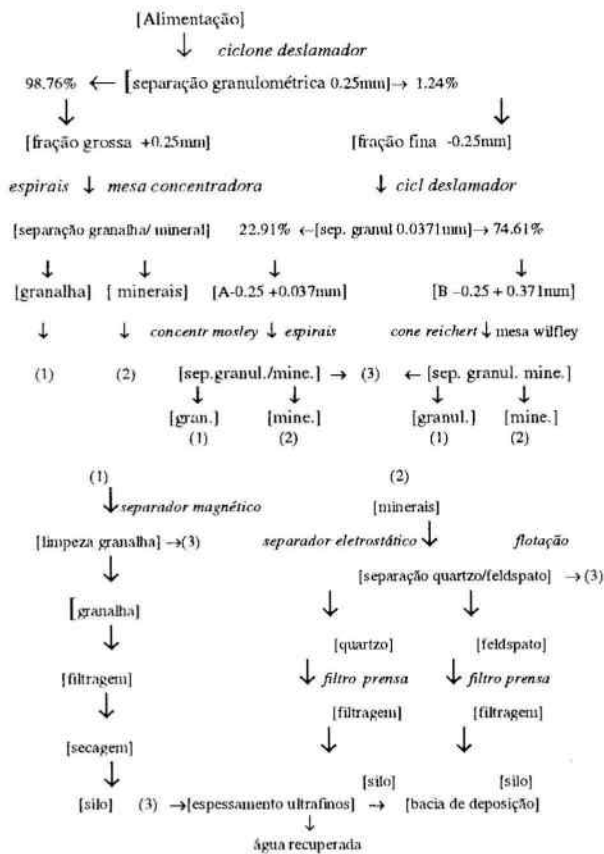 [Alimentação]
ciclone deslamador
98.76% ← [separação granulométrica 0.25mm]→ 1.24%
[fração grossa +0.25mm] [fração fina -0.25mm]
espirais ↓ mesa concentradora ↓ cicl deslamador
[separação granalha/ mineral] 22.91% ←[sep. granul 0.0371mm]→ 74.61%
[granalha] [ minerais] [A-0.25 +0.037mm] [B –0.25 + 0.371mm]
concentr mosley ↓ espirais cone reichert ↓ mesa wilfley
(1) (2) [sep.granul./mine.] → (3) ← [sep. granul. mine.]
[gran.] [mine.] [granul.] [mine.]
(1) (2) (1) (2)
(1) (2)
separador magnético [minerais]
[limpeza granalha] →(3) separador eletrostático ↓ flotação
[separação quartzo/feldspato] → (3)
[granalha]
[quartzo] [feldspato]
[filtragem] filtro prensa filtro prensa
[filtragem] [filtragem]
[secagem]
[silo] [silo]
[silo] (3) →[espessamento ultrafinos] → [bacia de deposição]
água recuperada